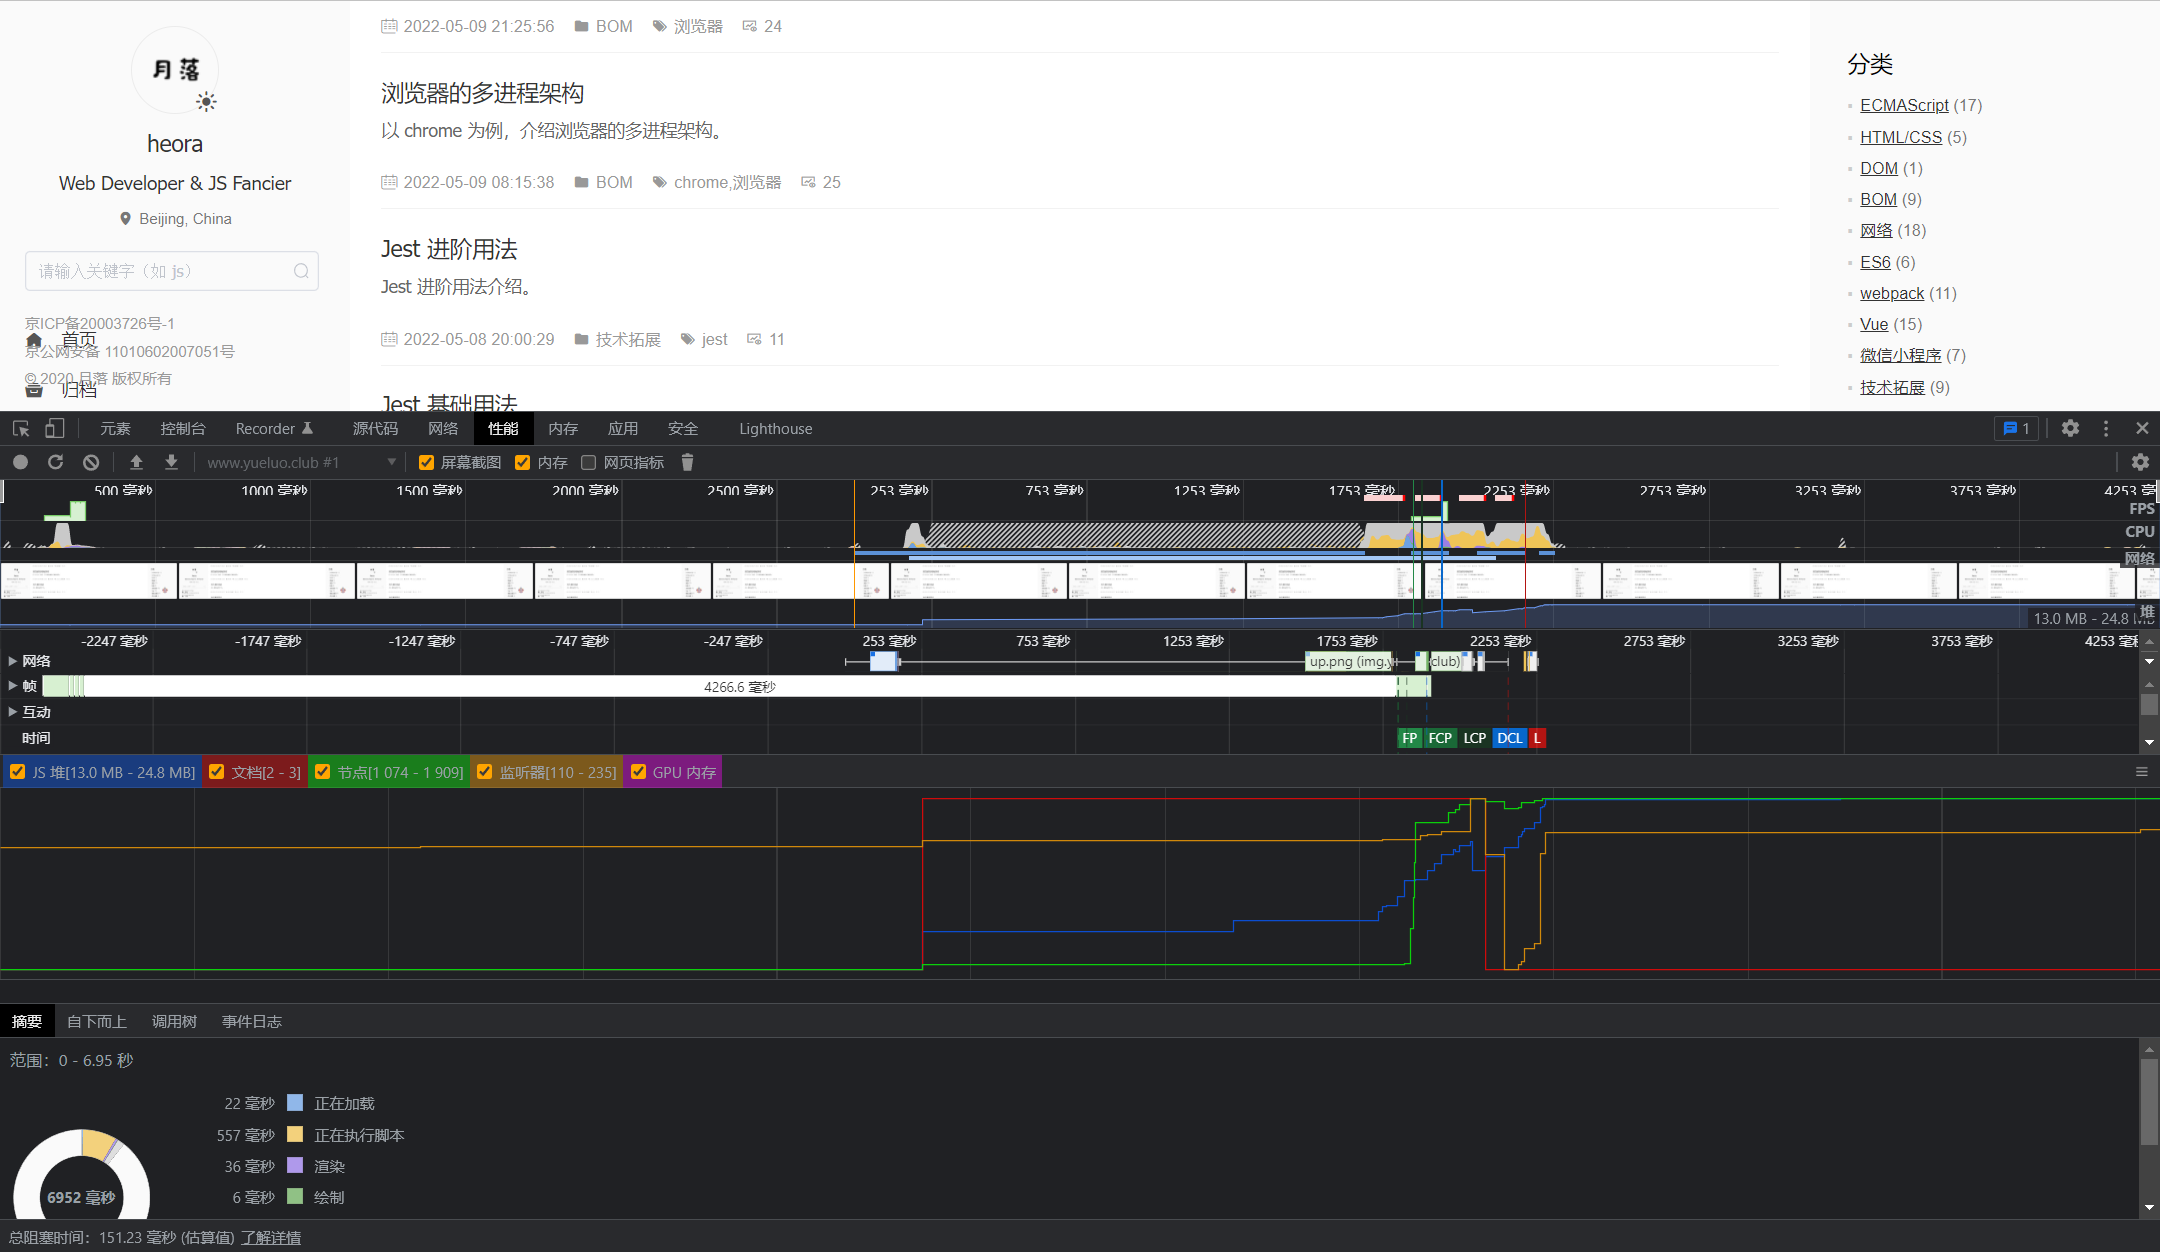 月落
heora
Web Developer & JS Fancier
Beijing, China
请输入关键字（如 js）
京ICP备20003726号-1
首页
京公网安备 11010602007051号
© 2020 月落 版权所有
归档
2022-05-09 21:25:56 BOM 浏览器 24
浏览器的多进程架构
以 chrome 为例，介绍浏览器的多进程架构。
2022-05-09 08:15:38 BOM chrome,浏览器 25
Jest 进阶用法
Jest 进阶用法介绍。
2022-05-08 20:00:29 技术拓展 jest 11
Jest 基础用法
分类
ECMAScript (17)
HTML/CSS (5)
DOM (1)
BOM (9)
网络 (18)
ES6 (6)
webpack (11)
Vue (15)
微信小程序 (7)
技术拓展 (9)
元素 控制台 Recorder 源代码 网络 性能 内存 应用 安全 Lighthouse 1
www.yueluo.club #1 屏幕截图 内存 网页指标
500 毫秒 1000 毫秒 1500 毫秒 2000 毫秒 2500 毫秒 253 毫秒 753 毫秒 1253 毫秒 1753 毫秒 2253 毫秒 2753 毫秒 3253 毫秒 3753 毫秒 4253 毫
FPS
CPU
网络
堆
13.0 MB - 24.8
-2247 毫秒 -1747 毫秒 -1247 毫秒 -747 毫秒 -247 毫秒 253 毫秒 753 毫秒 1253 毫秒 1753 毫秒 2253 毫秒 2753 毫秒 3253 毫秒 3753 毫秒 4253 毫
网络 up.png (img.y club)
帧 4266.6 毫秒
互动
时间 FP FCP LCP DCL L
JS 堆[13.0 MB - 24.8 MB] 文档[2 - 3] 节点[1 074 - 1 909] 监听器[110 - 235] GPU 内存
摘要 自下而上 调用树 事件日志
范围：0 - 6.95 秒
22 毫秒 正在加载
557 毫秒 正在执行脚本
36 毫秒 渲染
6 毫秒 绘制
6952 毫秒
总阻塞时间：151.23 毫秒 (估算值) 了解详情